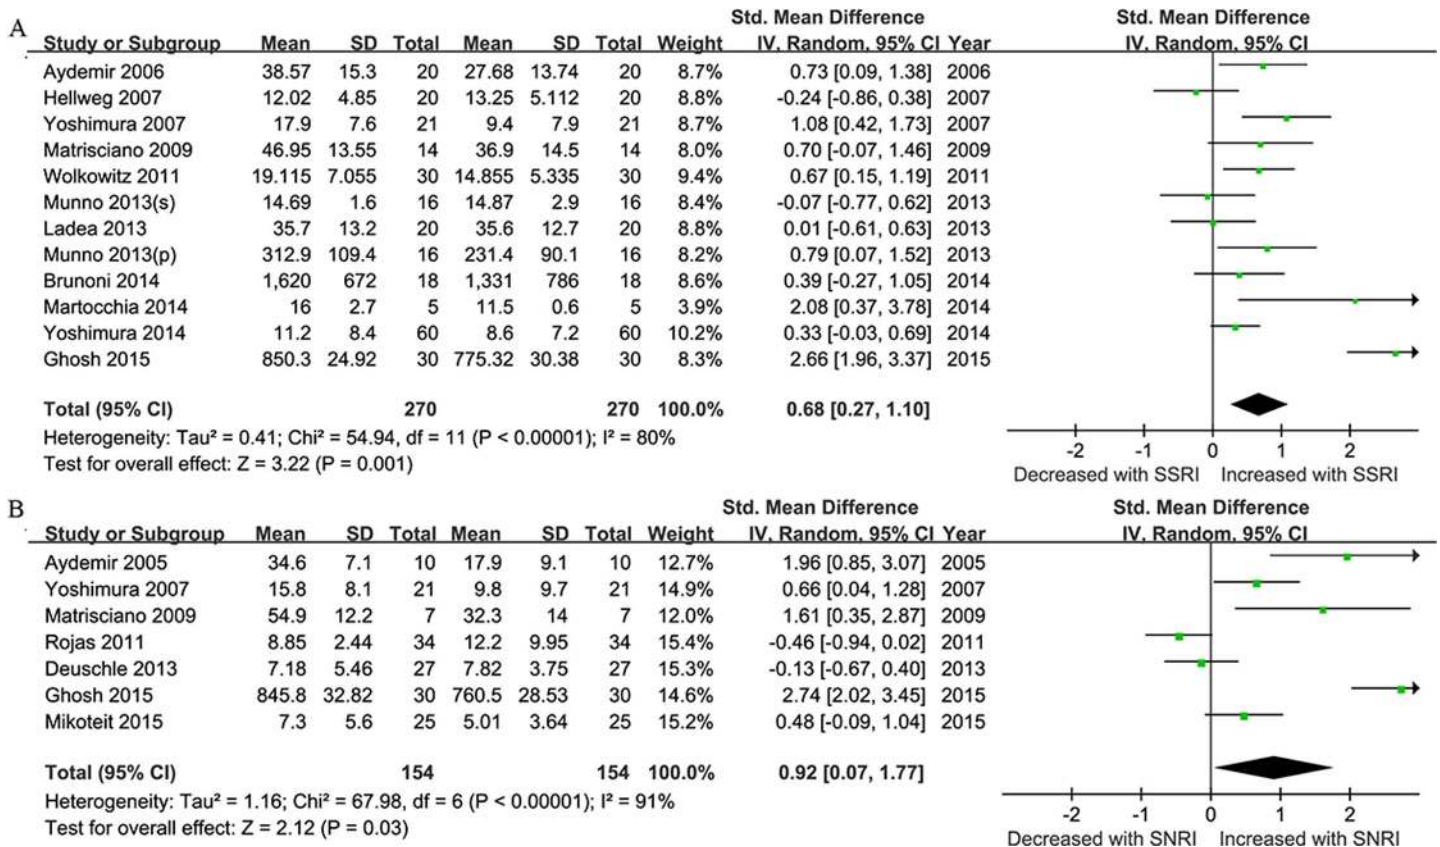 A
Std. Mean Difference Std. Mean Difference
Study or Subgroup Mean SD Total Mean SD Total Weight IV, Random, 95% CI Year IV, Random, 95% CI
Aydemir 2006 38.57 15.3 20 27.68 13.74 20 8.7% 0.73 [0.09, 1.38] 2006
Hellweg 2007 12.02 4.85 20 13.25 5.112 20 8.8% -0.24 [-0.86, 0.38] 2007
Yoshimura 2007 17.9 7.6 21 9.4 7.9 21 8.7% 1.08 [0.42, 1.73] 2007
Matrisciano 2009 46.95 13.55 14 36.9 14.5 14 8.0% 0.70 [-0.07, 1.46] 2009
Wolkowitz 2011 19.115 7.055 30 14.855 5.335 30 9.4% 0.67 [0.15, 1.19] 2011
Munno 2013(s) 14.69 1.6 16 14.87 2.9 16 8.4% -0.07 [-0.77, 0.62] 2013
Ladea 2013 35.7 13.2 20 35.6 12.7 20 8.8% 0.01 [-0.61, 0.63] 2013
Munno 2013(p) 312.9 109.4 16 231.4 90.1 16 8.2% 0.79 [0.07, 1.52] 2013
Brunoni 2014 1,620 672 18 1,331 786 18 8.6% 0.39 [-0.27, 1.05] 2014
Martocchia 2014 16 2.7 5 11.5 0.6 5 3.9% 2.08 [0.37, 3.78] 2014
Yoshimura 2014 11.2 8.4 60 8.6 7.2 60 10.2% 0.33 [-0.03, 0.69] 2014
Ghosh 2015 850.3 24.92 30 775.32 30.38 30 8.3% 2.66 [1.96, 3.37] 2015
Total (95% CI) 270 270 100.0% 0.68 [0.27, 1.10]
Heterogeneity: Tau² = 0.41; Chi² = 54.94, df = 11 (P < 0.00001); I² = 80%
Test for overall effect: Z = 3.22 (P = 0.001)
-2 -1 0 1 2
Decreased with SSRI Increased with SSRI
B
Std. Mean Difference Std. Mean Difference
Study or Subgroup Mean SD Total Mean SD Total Weight IV, Random, 95% CI Year IV, Random, 95% CI
Aydemir 2005 34.6 7.1 10 17.9 9.1 10 12.7% 1.96 [0.85, 3.07] 2005
Yoshimura 2007 15.8 8.1 21 9.8 9.7 21 14.9% 0.66 [0.04, 1.28] 2007
Matrisciano 2009 54.9 12.2 7 32.3 14 7 12.0% 1.61 [0.35, 2.87] 2009
Rojas 2011 8.85 2.44 34 12.2 9.95 34 15.4% -0.46 [-0.94, 0.02] 2011
Deuschle 2013 7.18 5.46 27 7.82 3.75 27 15.3% -0.13 [-0.67, 0.40] 2013
Ghosh 2015 845.8 32.82 30 760.5 28.53 30 14.6% 2.74 [2.02, 3.45] 2015
Mikoteit 2015 7.3 5.6 25 5.01 3.64 25 15.2% 0.48 [-0.09, 1.04] 2015
Total (95% CI) 154 154 100.0% 0.92 [0.07, 1.77]
Heterogeneity: Tau² = 1.16; Chi² = 67.98, df = 6 (P < 0.00001); I² = 91%
Test for overall effect: Z = 2.12 (P = 0.03)
-2 -1 0 1 2
Decreased with SNRI Increased with SNRI